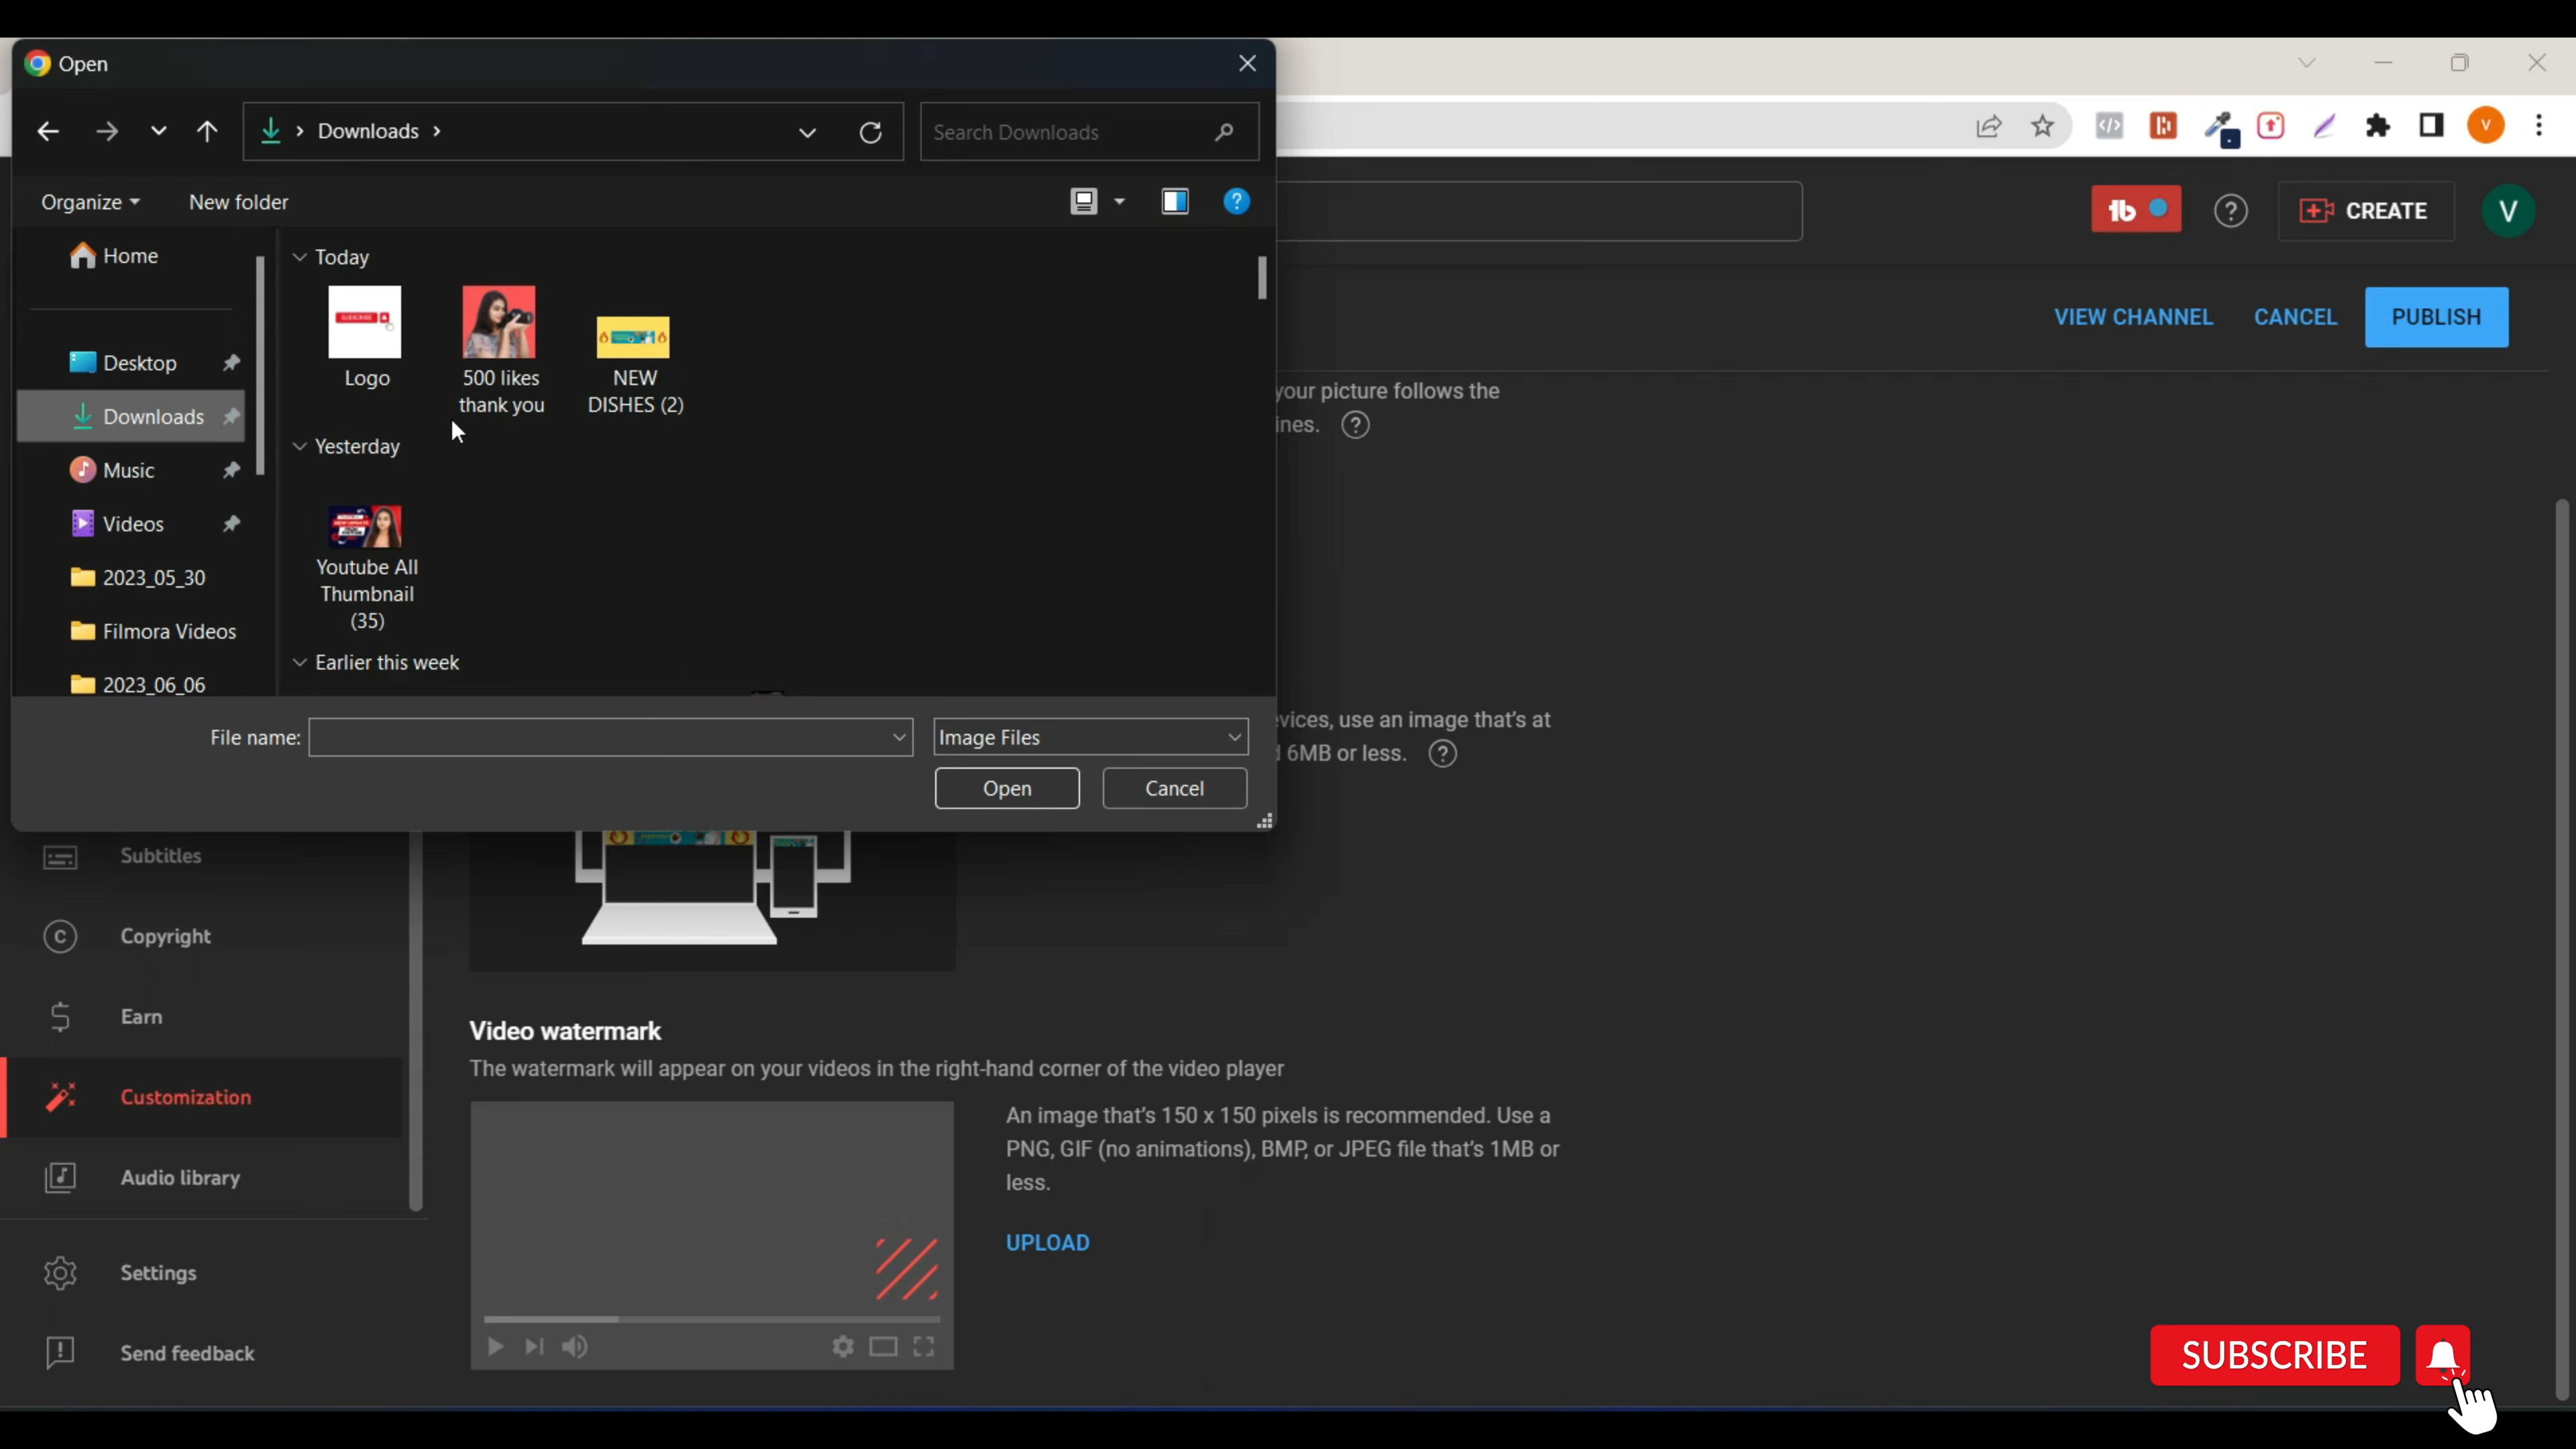 Open
Downloads
Search Downloads
Organize
New folder
Home
Desktop
Downloads
Music
Videos
2023_05_30
Filmora Videos
2023_06_06
Today
SUBSCRIBE
Logo
500 likes
thank you
NEW
DISHES (2)
Yesterday
Youtube All
Thumbnail
(35)
Earlier this week
File name:
Image Files
Open
Cancel
V
CREATE
V
VIEW CHANNEL
CANCEL
PUBLISH
your picture follows the
ines.
evices, use an image that's at
6MB or less.
Subtitles
Copyright
Earn
Customization
Audio library
Settings
Send feedback
Video watermark
The watermark will appear on your videos in the right-hand corner of the video player
An image that's 150 x 150 pixels is recommended. Use a
PNG, GIF (no animations), BMP, or JPEG file that's 1MB or
less.
UPLOAD
SUBSCRIBE